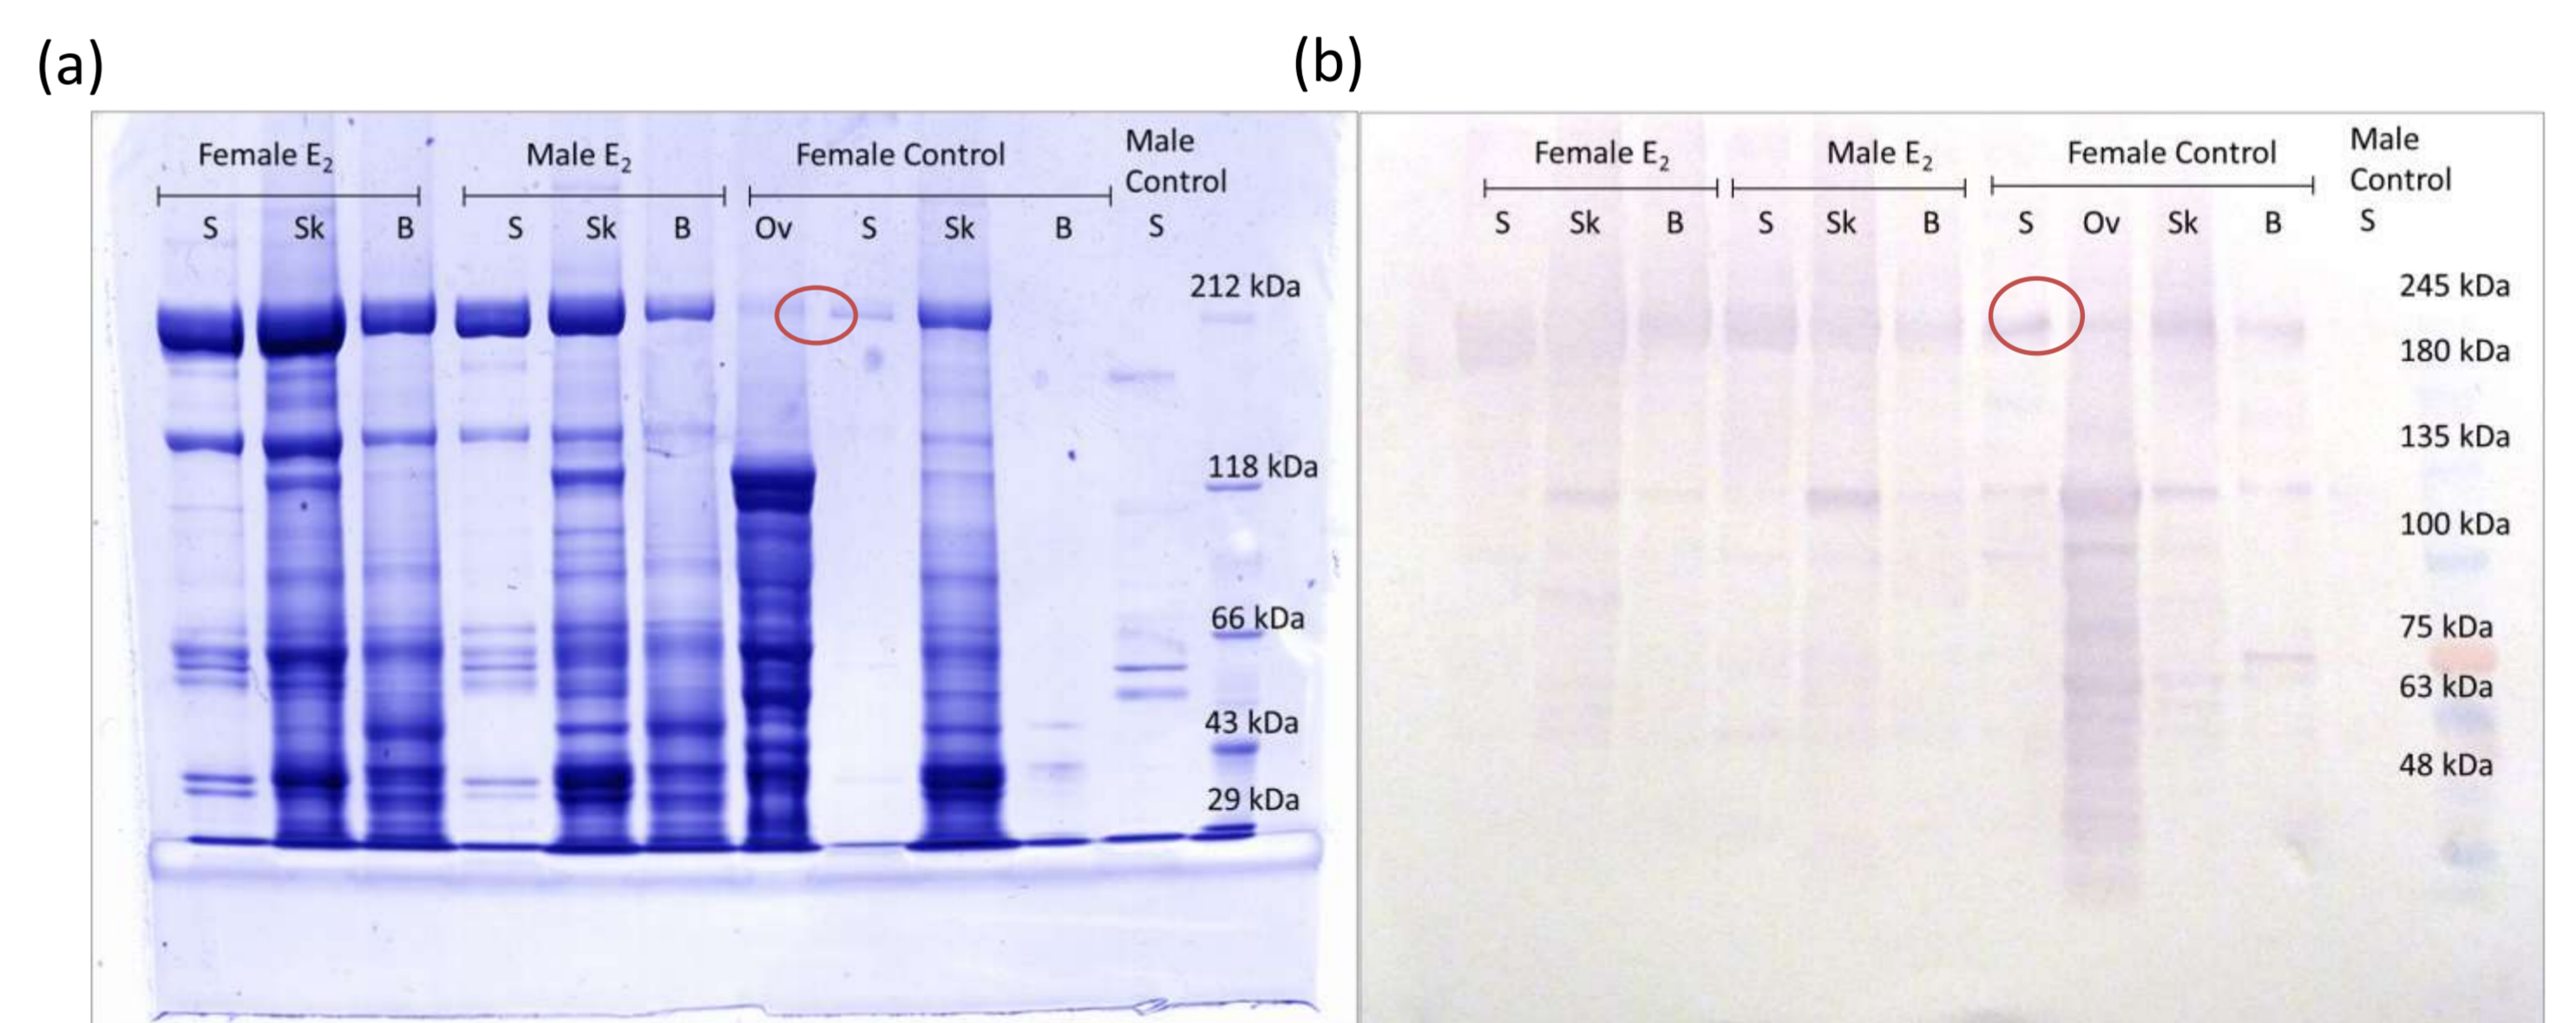 (a)
(b)
Female E₂
Male E₂
Female Control
Male
Control
S Sk B S Sk B Ov S Sk B S
212 kDa
118 kDa
66 kDa
43 kDa
29 kDa
Female E₂
Male E₂
Female Control
Male
Control
S Sk B S Sk B S Ov Sk B S
245 kDa
180 kDa
135 kDa
100 kDa
75 kDa
63 kDa
48 kDa